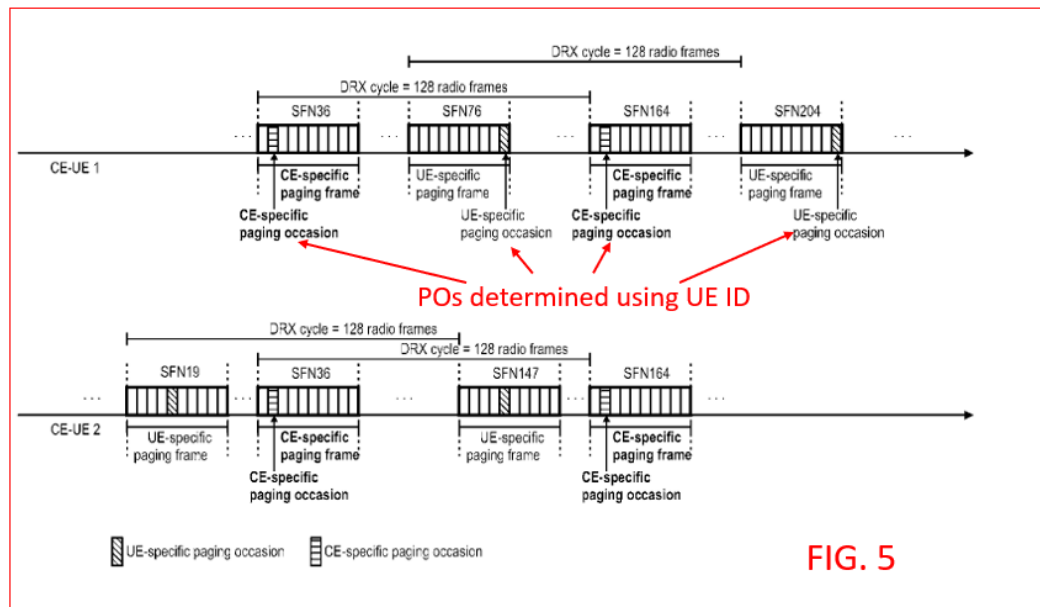 DRX cycle = 128 radio frames
DRX cycle = 128 radio frames
SFN36 SFN76 SFN164 SFN204
... ... ... ... ...
CE-UE 1
CE-specific paging frame
UE-specific paging frame
CE-specific paging frame
UE-specific paging frame
CE-specific paging occasion
UE-specific paging occasion
CE-specific paging occasion
UE-specific paging occasion
POs determined using UE ID
DRX cycle = 128 radio frames
DRX cycle = 128 radio frames
SFN19 SFN36 SFN147 SFN164
... ... ... ... ...
CE-UE 2
UE-specific paging frame
CE-specific paging frame
UE-specific paging frame
CE-specific paging frame
CE-specific paging occasion
CE-specific paging occasion
UE-specific paging occasion CE-specific paging occasion
FIG. 5